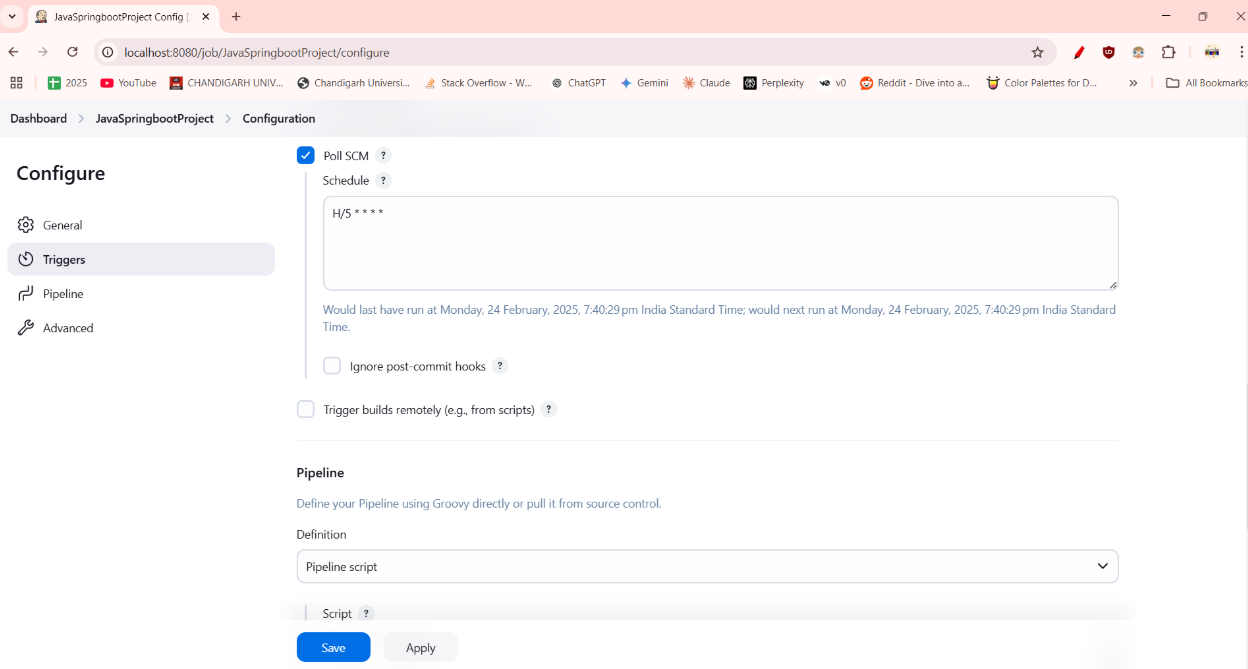 JavaSpringbootProject Config [
localhost:8080/job/JavaSpringbootProject/configure
2025 YouTube CHANDIGARH UNIV... Chandigarh Universi... Stack Overflow - W... ChatGPT Gemini Claude Perplexity v0 Reddit - Dive into a... Color Palettes for D... » All Bookmarks
Dashboard > JavaSpringbootProject > Configuration
Configure
General
Triggers
Pipeline
Advanced
Poll SCM ?
Schedule ?
H/5 * * * *
Would last have run at Monday, 24 February, 2025, 7:40:29 pm India Standard Time; would next run at Monday, 24 February, 2025, 7:40:29 pm India Standard
Time.
Ignore post-commit hooks ?
Trigger builds remotely (e.g., from scripts) ?
Pipeline
Define your Pipeline using Groovy directly or pull it from source control.
Definition
Pipeline script
Script ?
Save Apply